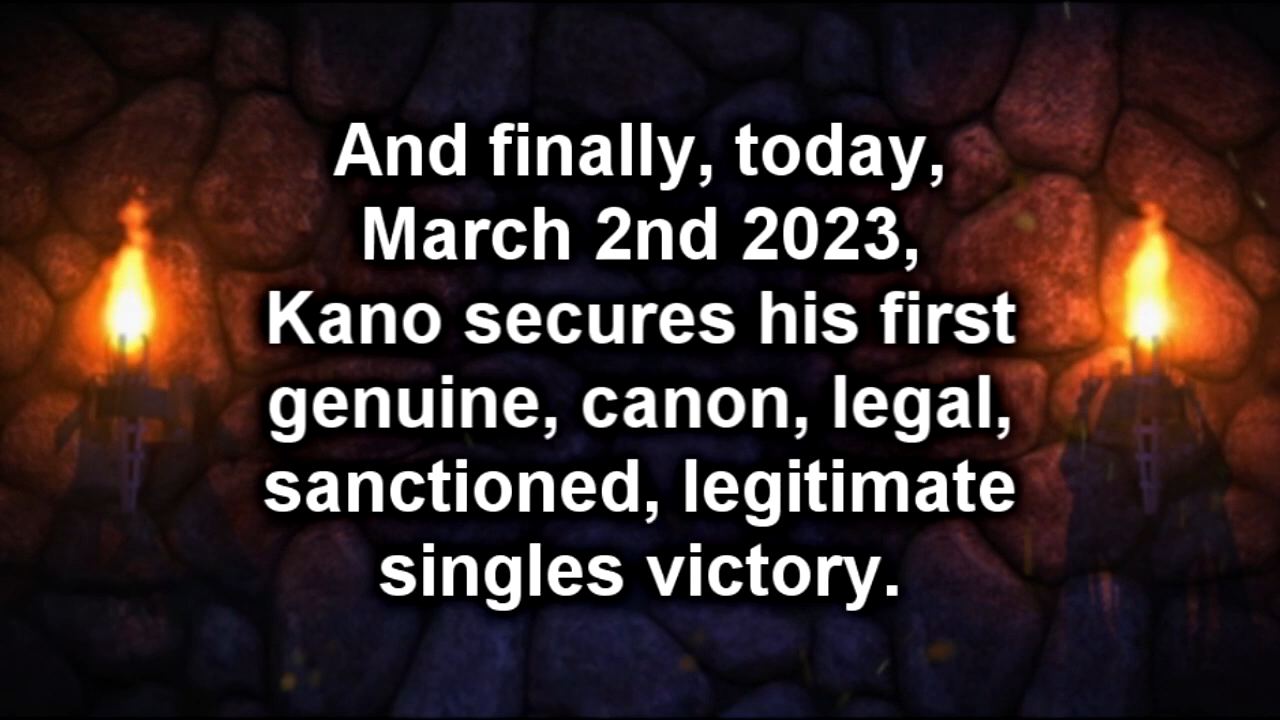 And finally, today,
March 2nd 2023,
Kano secures his first
genuine, canon, legal,
sanctioned, legitimate
singles victory.